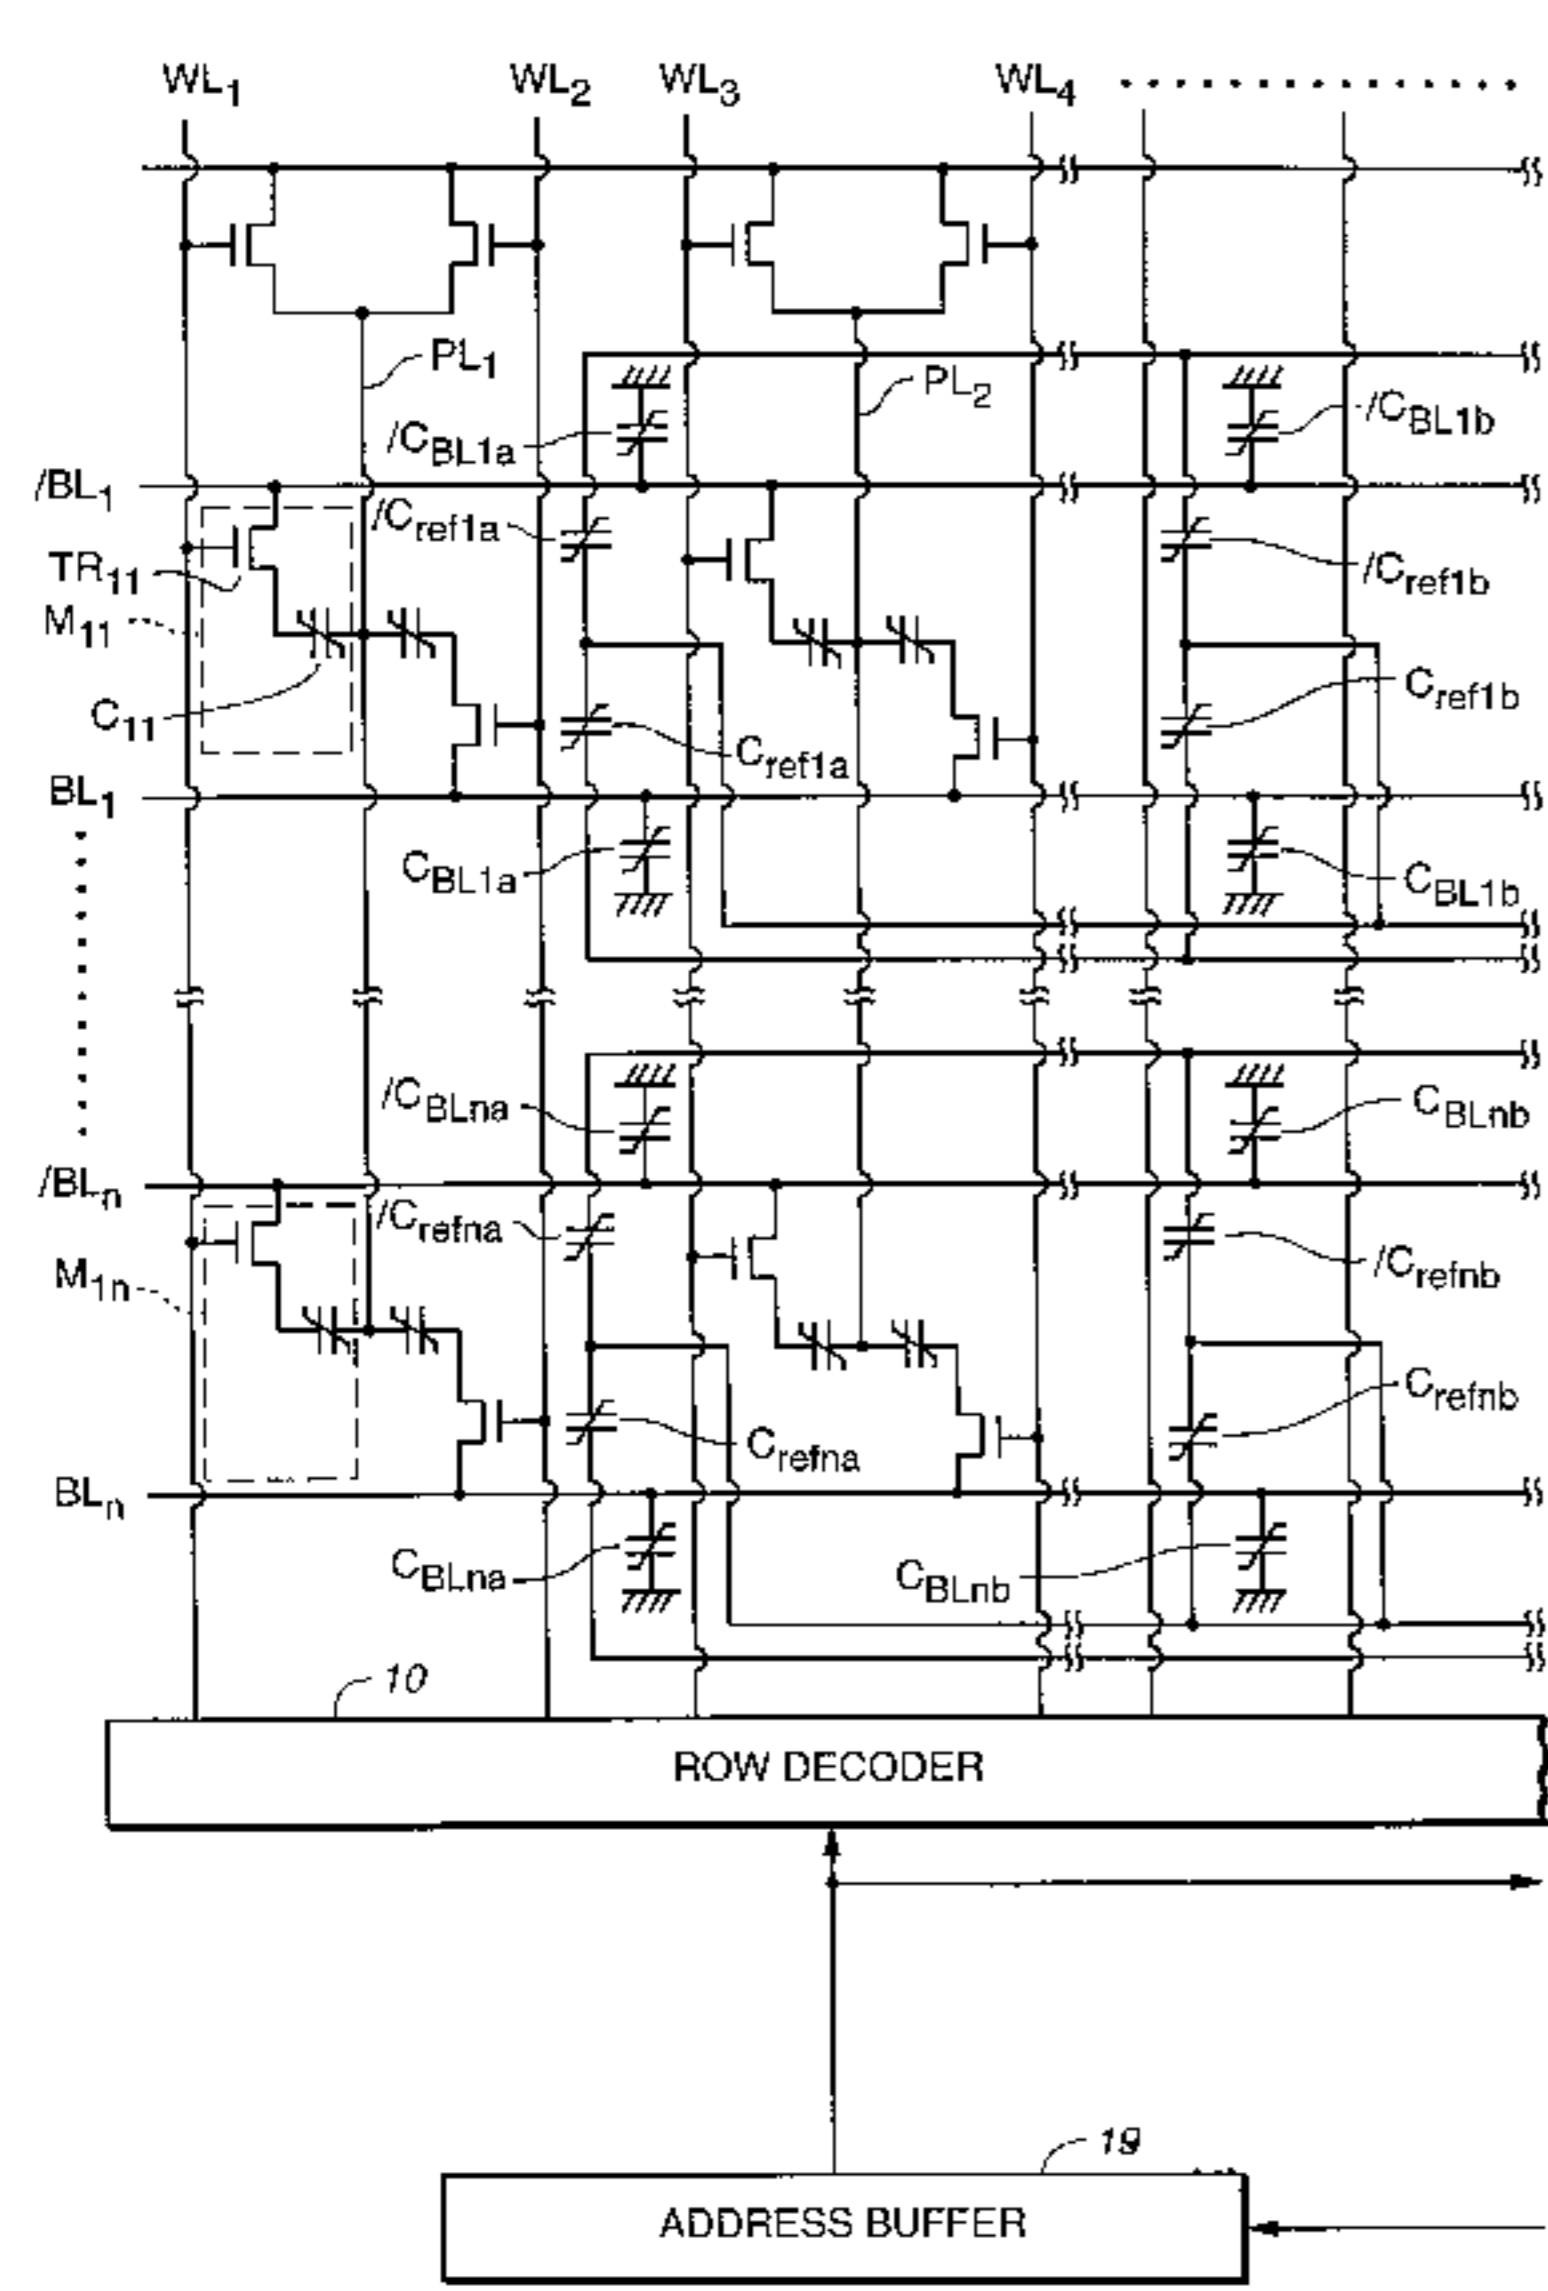 WL1 WL2 WL3 WL4 ..............
PL1
PL2
/CBL1a
/CBL1b
/BL1
/Cref1a
TR11
/Cref1b
M11
C11
Cref1b
Cref1a
BL1
CBL1a
CBL1b
/CBLna
CBLnb
/BLn
/Crefna
M1n
/Crefnb
Crefnb
Crefna
BLn
CBLna
CBLnb
10
ROW DECODER
19
ADDRESS BUFFER